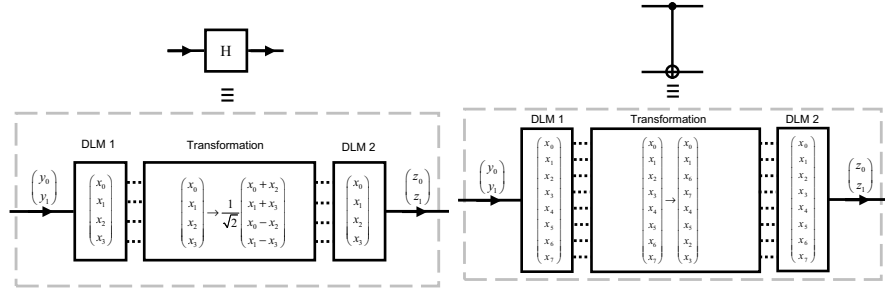 H
≡
DLM 1 Transformation DLM 2
(y₀
y₁)
(x₀
x₁
x₂
x₃)
(x₀
x₁
x₂
x₃) → 1/√2 (x₀ + x₂
x₁ + x₃
x₀ − x₂
x₁ − x₃)
(x₀
x₁
x₂
x₃)
(z₀
z₁)
≡
DLM 1 Transformation DLM 2
(y₀
y₁)
(x₀
x₁
x₂
x₃
x₄
x₅
x₆
x₇)
(x₀
x₁
x₂
x₃
x₄
x₅
x₆
x₇) → (x₀
x₁
x₆
x₇
x₄
x₅
x₂
x₃)
(x₀
x₁
x₂
x₃
x₄
x₅
x₆
x₇)
(z₀
z₁)